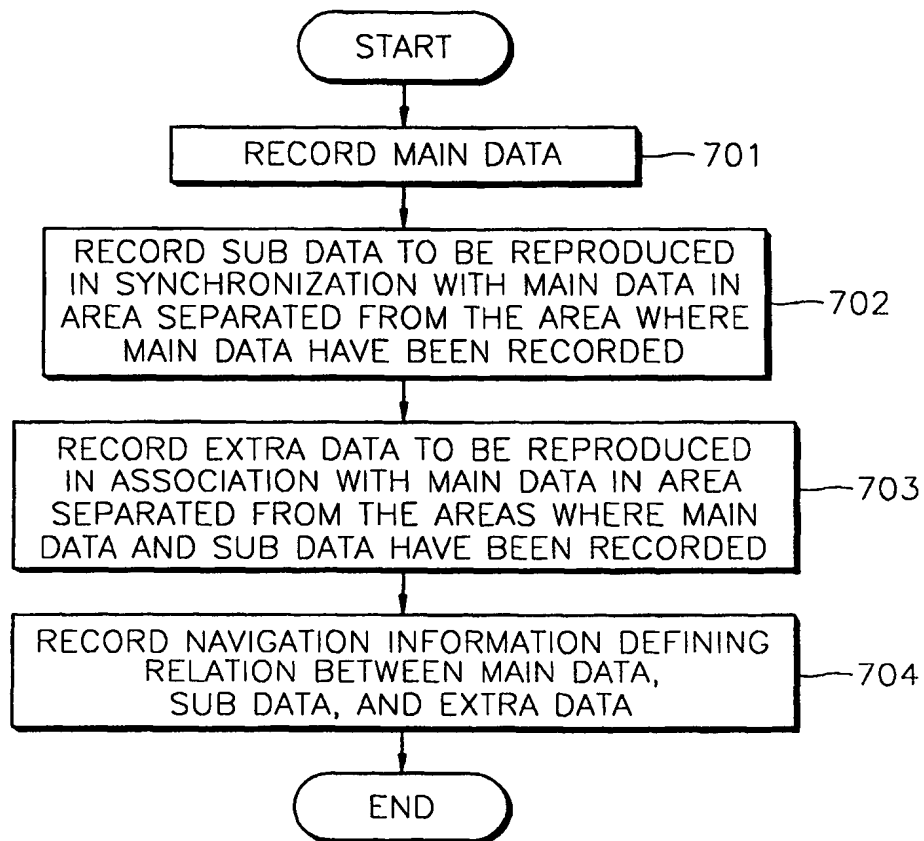 START
RECORD MAIN DATA
701
RECORD SUB DATA TO BE REPRODUCED
IN SYNCHRONIZATION WITH MAIN DATA IN
AREA SEPARATED FROM THE AREA WHERE
MAIN DATA HAVE BEEN RECORDED
702
RECORD EXTRA DATA TO BE REPRODUCED
IN ASSOCIATION WITH MAIN DATA IN AREA
SEPARATED FROM THE AREAS WHERE MAIN
DATA AND SUB DATA HAVE BEEN RECORDED
703
RECORD NAVIGATION INFORMATION DEFINING
RELATION BETWEEN MAIN DATA,
SUB DATA, AND EXTRA DATA
704
END